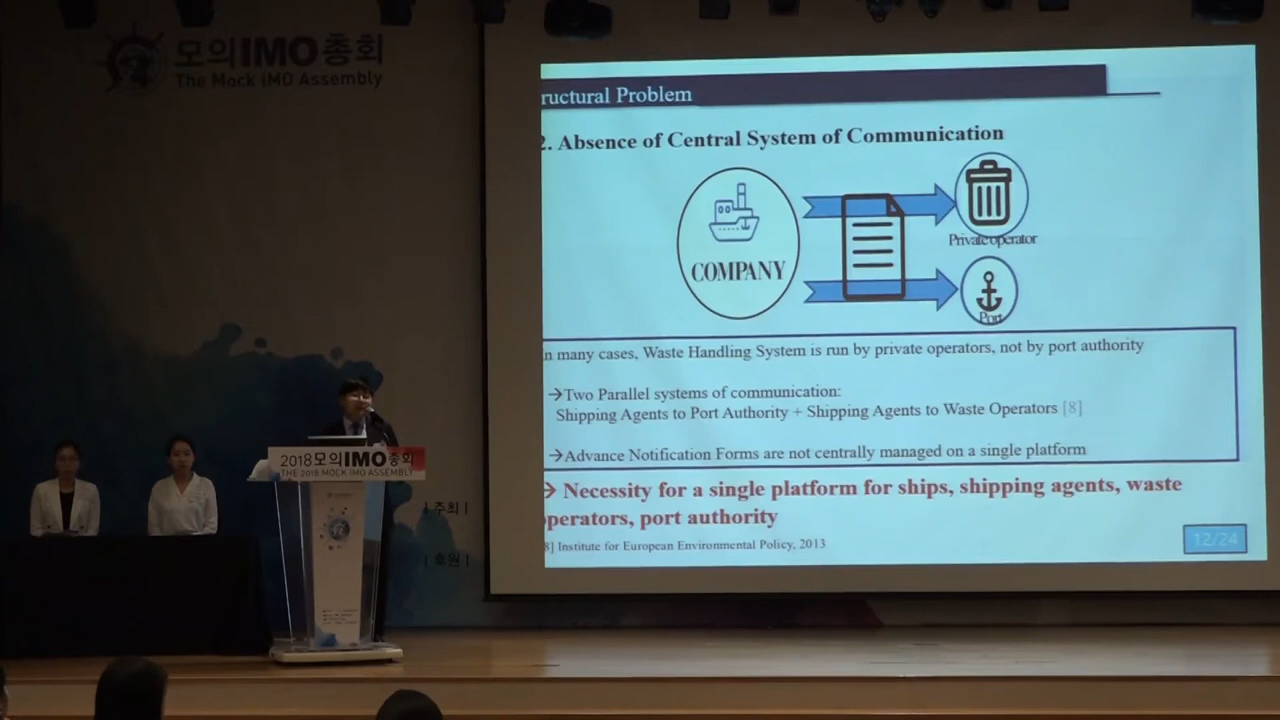 모의IMO총회
The Mock IMO Assembly
ructural Problem
2. Absence of Central System of Communication
COMPANY
Private operator
Port
n many cases, Waste Handling System is run by private operators, not by port authority
→Two Parallel systems of communication:
Shipping Agents to Port Authority + Shipping Agents to Waste Operators [8]
→Advance Notification Forms are not centrally managed on a single platform
→ Necessity for a single platform for ships, shipping agents, waste
perators, port authority
8] Institute for European Environmental Policy, 2013
12/24
2018모의IMO총회
THE 2018 MOCK IMO ASSEMBLY
| 주최 |
| 후원 |